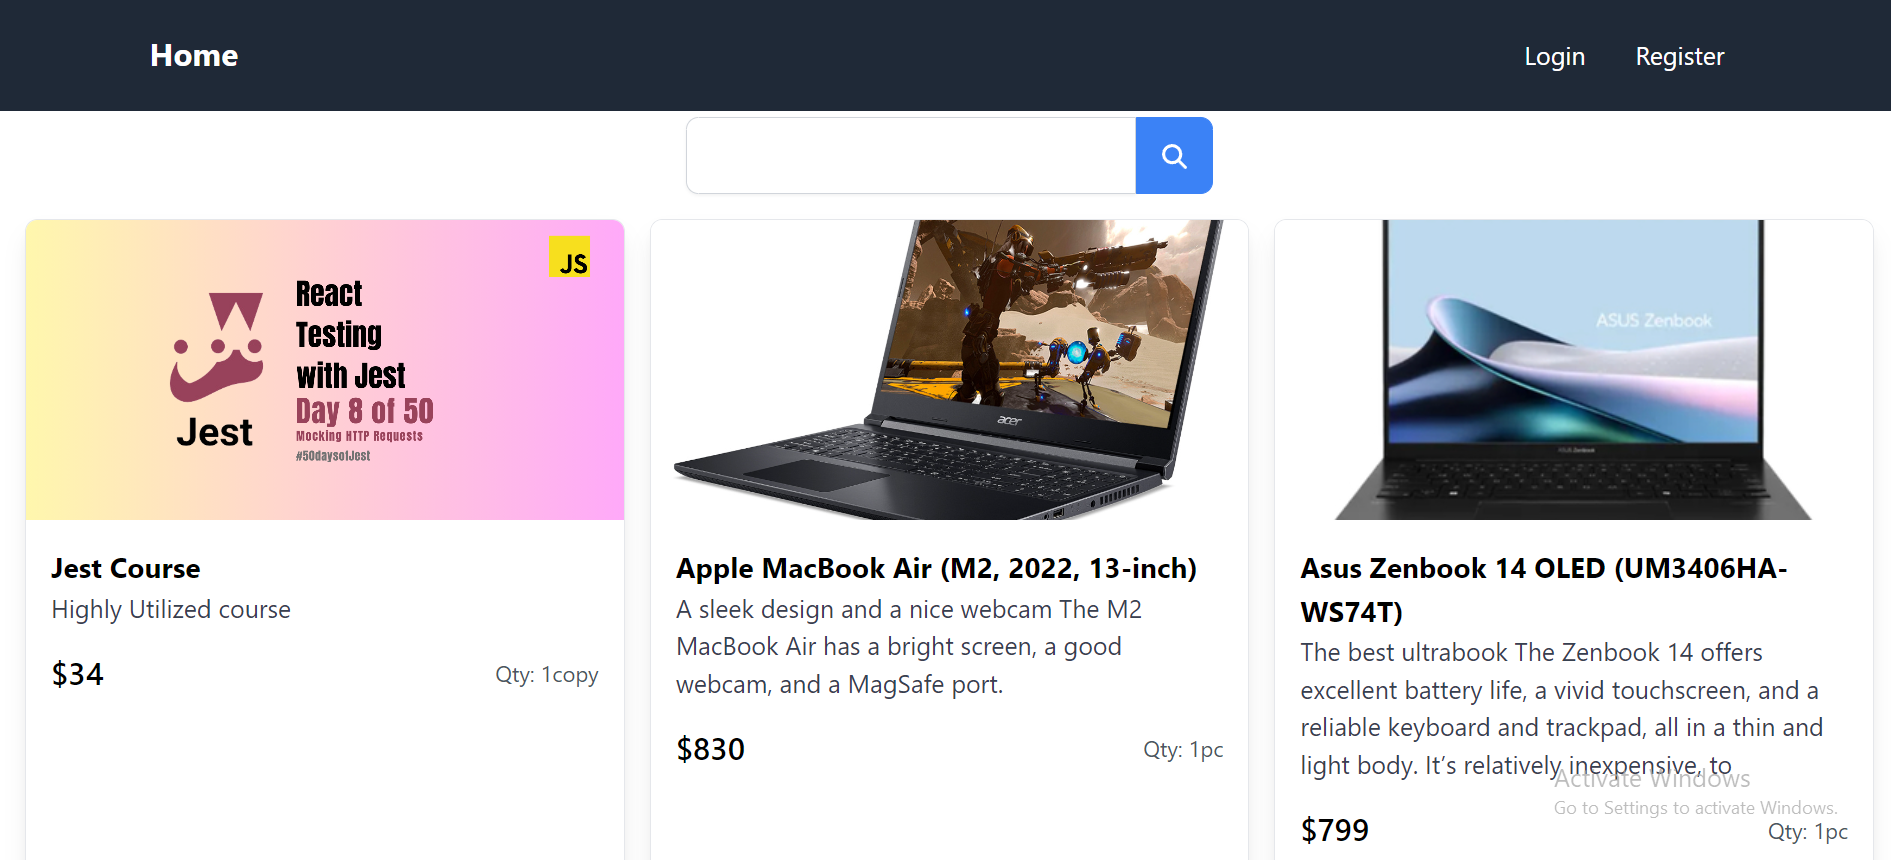 Home
Login
Register
JS
React
Testing
with Jest
Day 8 of 50
Mocking HTTP Requests
#50daysofJest
Jest
acer
ASUS Zenbook
ASUS Zenbook
Jest Course
Highly Utilized course
$34
Qty: 1copy
Apple MacBook Air (M2, 2022, 13-inch)
A sleek design and a nice webcam The M2
MacBook Air has a bright screen, a good
webcam, and a MagSafe port.
$830
Qty: 1pc
Asus Zenbook 14 OLED (UM3406HA-
WS74T)
The best ultrabook The Zenbook 14 offers
excellent battery life, a vivid touchscreen, and a
reliable keyboard and trackpad, all in a thin and
light body. It’s relatively inexpensive, to
$799
Qty: 1pc
Activate Windows
Go to Settings to activate Windows.